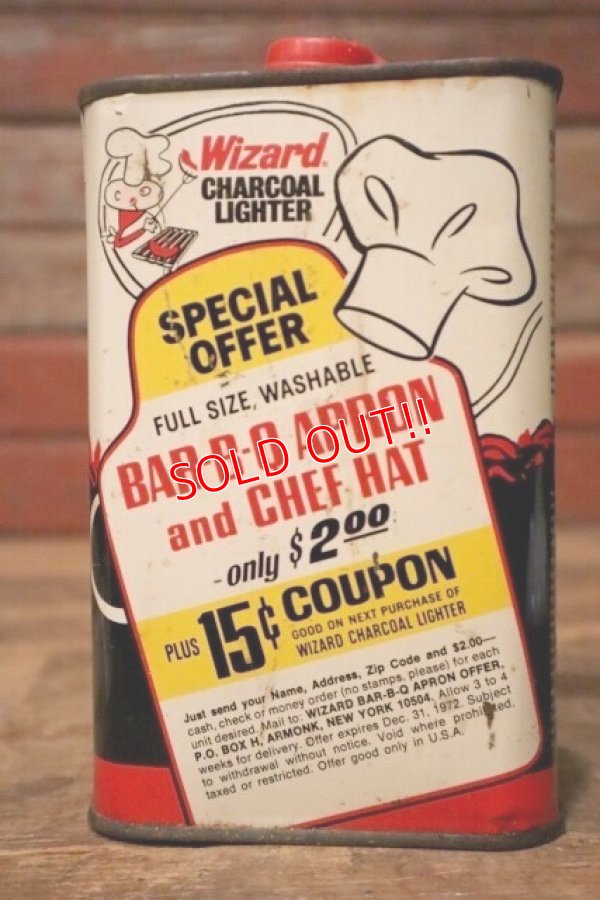 Wizard®
CHARCOAL
LIGHTER
SPECIAL
OFFER
FULL SIZE, WASHABLE
BAR-B-Q APRON
SOLD OUT!!
and CHEF HAT
only $2.00
PLUS 15¢ COUPON
GOOD ON NEXT PURCHASE OF
WIZARD CHARCOAL LIGHTER
Just send your Name, Address, Zip Code and $2.00—
cash, check or money order (no stamps, please) for each
unit desired. Mail to: WIZARD BAR-B-Q APRON OFFER,
P.O. BOX H, ARMONK, NEW YORK 10504. Allow 3 to 4
weeks for delivery. Offer expires Dec. 31, 1972. Subject
to withdrawal without notice. Void where prohibited,
taxed or restricted. Offer good only in U.S.A.